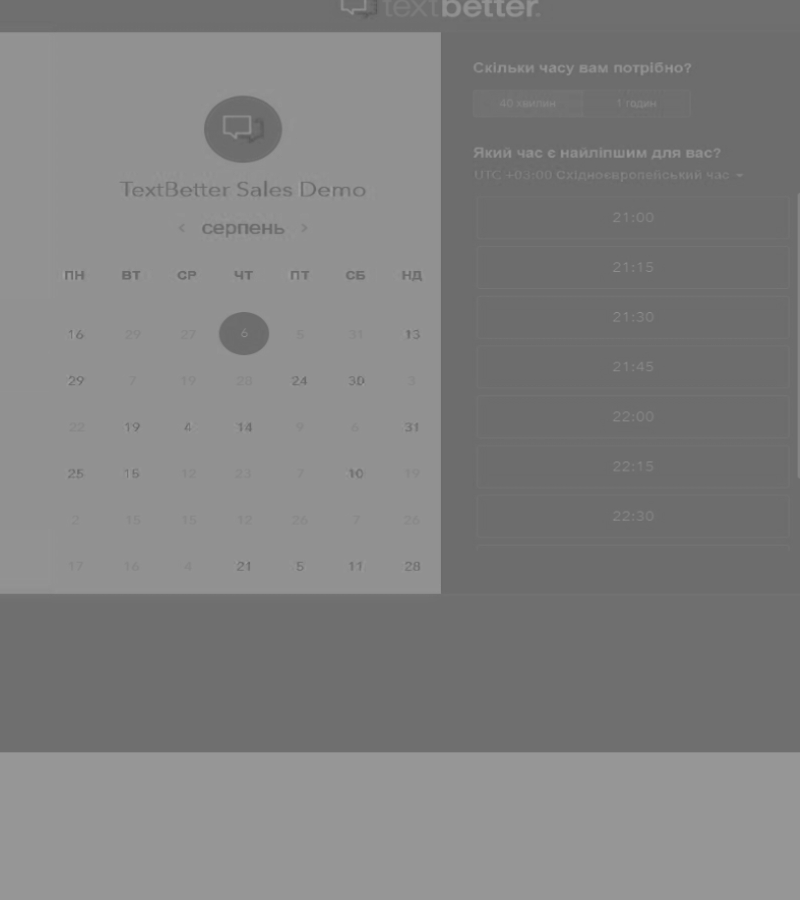 textbetter.
TextBetter Sales Demo
< серпень >
ПН ВТ СР ЧТ ПТ СБ НД
16 29 27 6 5 31 13
29 7 19 28 24 30 3
22 19 4 14 9 6 31
25 15 12 23 7 10 19
2 15 15 12 26 7 26
17 16 4 21 5 11 28
Скільки часу вам потрібно?
40 хвилин 1 годин
Який час є найліпшим для вас?
UTC +03:00 Східноєвропейський час
21:00
21:15
21:30
21:45
22:00
22:15
22:30